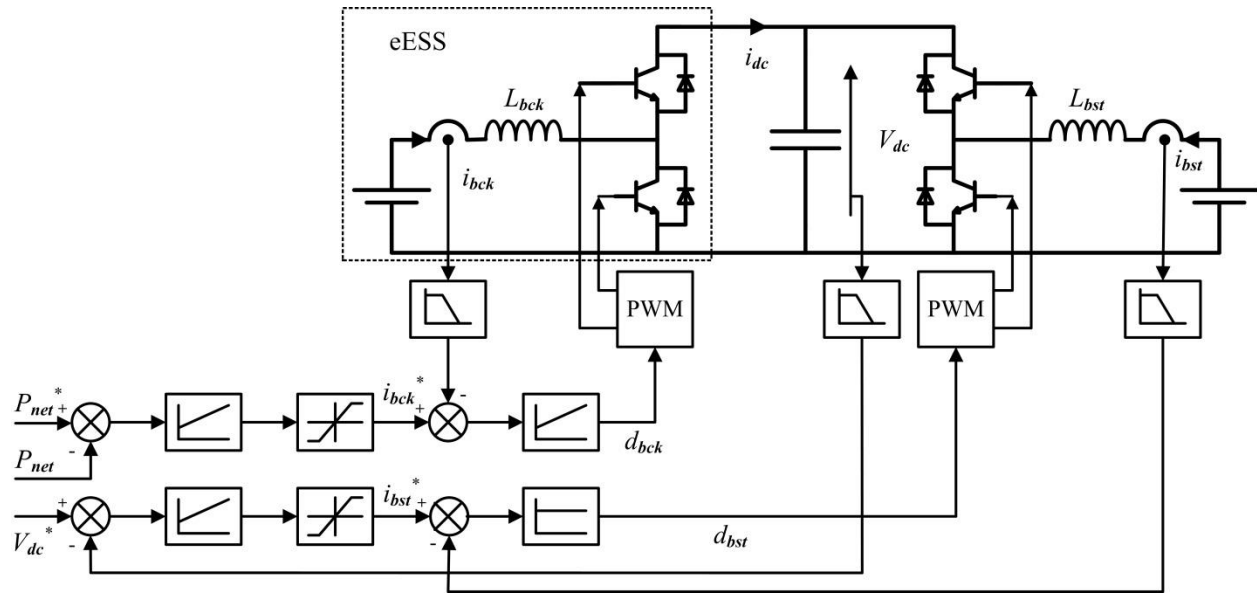 eESS
i_dc
L_bck
L_bst
V_dc
i_bck
i_bst
PWM
PWM
P_net*
+
i_bck*
+
-
-
P_net
d_bck
+
i_bst*
+
V_dc*
-
-
d_bst